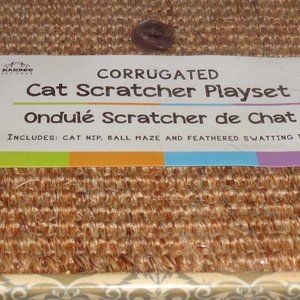 CORRUGATED
Cat Scratcher Playset
Ondulé Scratcher de Chat
INCLUDES: CAT NIP, BALL MAZE AND FEATHERED SWATTING